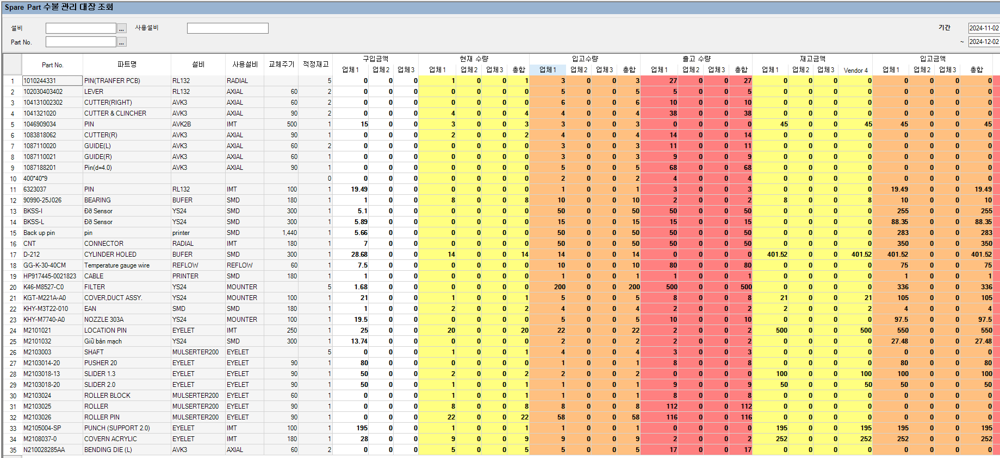 Spare Part 수불 관리 대장 조회
설비 ... 사용설비 기간 2024-11-02
Part No. ... ~ 2024-12-02
Part No. 파트명 설비 사용설비 교체주기 적정재고 구입금액 현재 수량 입고수량 출고 수량 재고금액 입고금액
업체1 업체2 업체3 업체1 업체2 업체3 총합 업체1 업체2 업체3 총합 업체1 업체2 업체3 총합 업체1 업체2 업체3 Vendor 4 업체1 업체2 업체3 총합
1 1010244331 PIN(TRANFER PCB) RL132 RADIAL 5 0 0 0 1 0 0 1 3 0 0 3 27 0 0 27 0 0 0 0 0 0 0 0
2 102030403402 LEVER RL132 AXIAL 60 2 0 0 0 0 0 0 0 5 0 0 5 5 0 0 5 0 0 0 0 0 0 0 0
3 104131002302 CUTTER(RIGHT) AVK3 AXIAL 60 2 0 0 0 0 0 0 0 6 0 0 6 10 0 0 10 0 0 0 0 0 0 0 0
4 1041321020 CUTTER & CLINCHER AVK3 AXIAL 90 2 0 0 0 4 0 0 4 4 0 0 4 38 0 0 38 0 0 0 0 0 0 0 0
5 1046909034 PIN AVK2B IMT 500 1 15 0 0 3 0 0 3 3 0 0 3 0 0 0 0 45 0 0 45 45 0 0 45
6 1083818062 CUTTER(R) AVK3 AXIAL 90 1 0 0 0 2 0 0 2 4 0 0 4 14 0 0 14 0 0 0 0 0 0 0 0
7 1087110020 GUIDE(L) AVK3 AXIAL 60 2 0 0 0 0 0 0 0 3 0 0 3 11 0 0 11 0 0 0 0 0 0 0 0
8 1087110021 GUIDE(R) AVK3 AXIAL 60 1 0 0 0 0 0 0 0 3 0 0 3 9 0 0 9 0 0 0 0 0 0 0 0
9 1087188201 Pin(d=4.0) AVK3 AXIAL 90 1 0 0 0 0 0 0 0 5 0 0 5 68 0 0 68 0 0 0 0 0 0 0 0
10 400*40*9 0 0 0 0 0 0 0 0 2 0 0 2 4 0 0 4 0 0 0 0 0 0 0 0
11 6323037 PIN RL132 IMT 100 1 19.49 0 0 0 0 0 0 1 0 0 1 3 0 0 3 0 0 0 0 19.49 0 0 19.49
12 90990-25J026 BEARING BUFER SMD 180 1 1 0 0 8 0 0 8 10 0 0 10 2 0 0 2 8 0 0 8 10 0 0 10
13 BKSS-I Đõ Sensor YS24 SMD 300 1 5.1 0 0 0 0 0 0 50 0 0 50 50 0 0 50 0 0 0 0 255 0 0 255
14 BKSS-L Đõ Sensor YS24 SMD 300 1 5.89 0 0 0 0 0 0 15 0 0 15 15 0 0 15 0 0 0 0 88.35 0 0 88.35
15 Back up pin pin printer SMD 1,440 1 5.66 0 0 0 0 0 0 50 0 0 50 50 0 0 50 0 0 0 0 283 0 0 283
16 CNT CONNECTOR RADIAL IMT 180 1 7 0 0 0 0 0 0 50 0 0 50 50 0 0 50 0 0 0 0 350 0 0 350
17 D-212 CYLINDER HOLED BUFER SMD 300 1 28.68 0 0 14 0 0 14 14 0 0 14 0 0 0 0 401.52 0 0 401.52 401.52 0 0 401.52
18 GG-K-30-40CM Temperature gauge wire REFLOW REFLOW 60 1 7.5 0 0 0 0 0 0 10 0 0 10 80 0 0 80 0 0 0 0 75 0 0 75
19 HP917445-0021823 CABLE PRINTER SMD 180 1 1 0 0 0 0 0 0 1 0 0 1 1 0 0 1 0 0 0 0 1 0 0 1
20 K46-M8527-C0 FILTER YS24 MOUNTER 5 1.68 0 0 0 0 0 0 200 0 0 200 500 0 0 500 0 0 0 0 336 0 0 336
21 KGT-M221A-A0 COVER,DUCT ASSY. YS24 MOUNTER 100 1 21 0 0 1 0 0 1 5 0 0 5 8 0 0 8 21 0 0 21 105 0 0 105
22 KHY-M3T22-010 EAN SMD SMD 180 1 1 0 0 2 0 0 2 4 0 0 4 2 0 0 2 2 0 0 2 4 0 0 4
23 KHY-M7740-A0 NOZZLE 303A YS24 MOUNTER 100 1 19.5 0 0 0 0 0 0 5 0 0 5 10 0 0 10 0 0 0 0 97.5 0 0 97.5
24 M2101021 LOCATION PIN EYELET IMT 250 1 25 0 0 20 0 0 20 22 0 0 22 2 0 0 2 500 0 0 500 550 0 0 550
25 M2101032 Giữ bản mạch YS24 SMD 300 1 13.74 0 0 0 0 0 0 2 0 0 2 2 0 0 2 0 0 0 0 27.48 0 0 27.48
26 M2103003 SHAFT MULSERTER200 EYELET 5 0 0 0 1 0 0 1 4 0 0 4 3 0 0 3 0 0 0 0 0 0 0 0
27 M2103014-20 PUSHER 20 EYELET EYELET 90 1 80 0 0 0 0 0 0 1 0 0 1 8 0 0 8 0 0 0 0 80 0 0 80
28 M2103018-13 SLIDER 1.3 EYELET EYELET 90 1 50 0 0 2 0 0 2 2 0 0 2 0 0 0 0 100 0 0 100 100 0 0 100
29 M2103018-20 SLIDER 2.0 EYELET EYELET 90 1 50 0 0 1 0 0 1 1 0 0 1 9 0 0 9 50 0 0 50 50 0 0 50
30 M2103024 ROLLER BLOCK MULSERTER200 EYELET 60 1 0 0 0 1 0 0 1 1 0 0 1 8 0 0 8 0 0 0 0 0 0 0 0
31 M2103025 ROLLER MULSERTER200 EYELET 90 1 0 0 0 8 0 0 8 8 0 0 8 112 0 0 112 0 0 0 0 0 0 0 0
32 M2103026 ROLLER PIN MULSERTER200 EYELET 90 1 0 0 0 22 0 0 22 58 0 0 58 116 0 0 116 0 0 0 0 0 0 0 0
33 M2105004-SP PUNCH (SUPPORT 2.0) EYELET IMT 100 1 195 0 0 1 0 0 1 1 0 0 1 0 0 0 0 195 0 0 195 195 0 0 195
34 M2108037-0 COVERN ACRYLIC EYELET IMT 180 1 28 0 0 9 0 0 9 9 0 0 9 2 0 0 2 252 0 0 252 252 0 0 252
35 N210028285AA BENDING DIE (L) AVK3 AXIAL 60 2 0 0 0 5 0 0 5 5 0 0 5 17 0 0 17 0 0 0 0 0 0 0 0